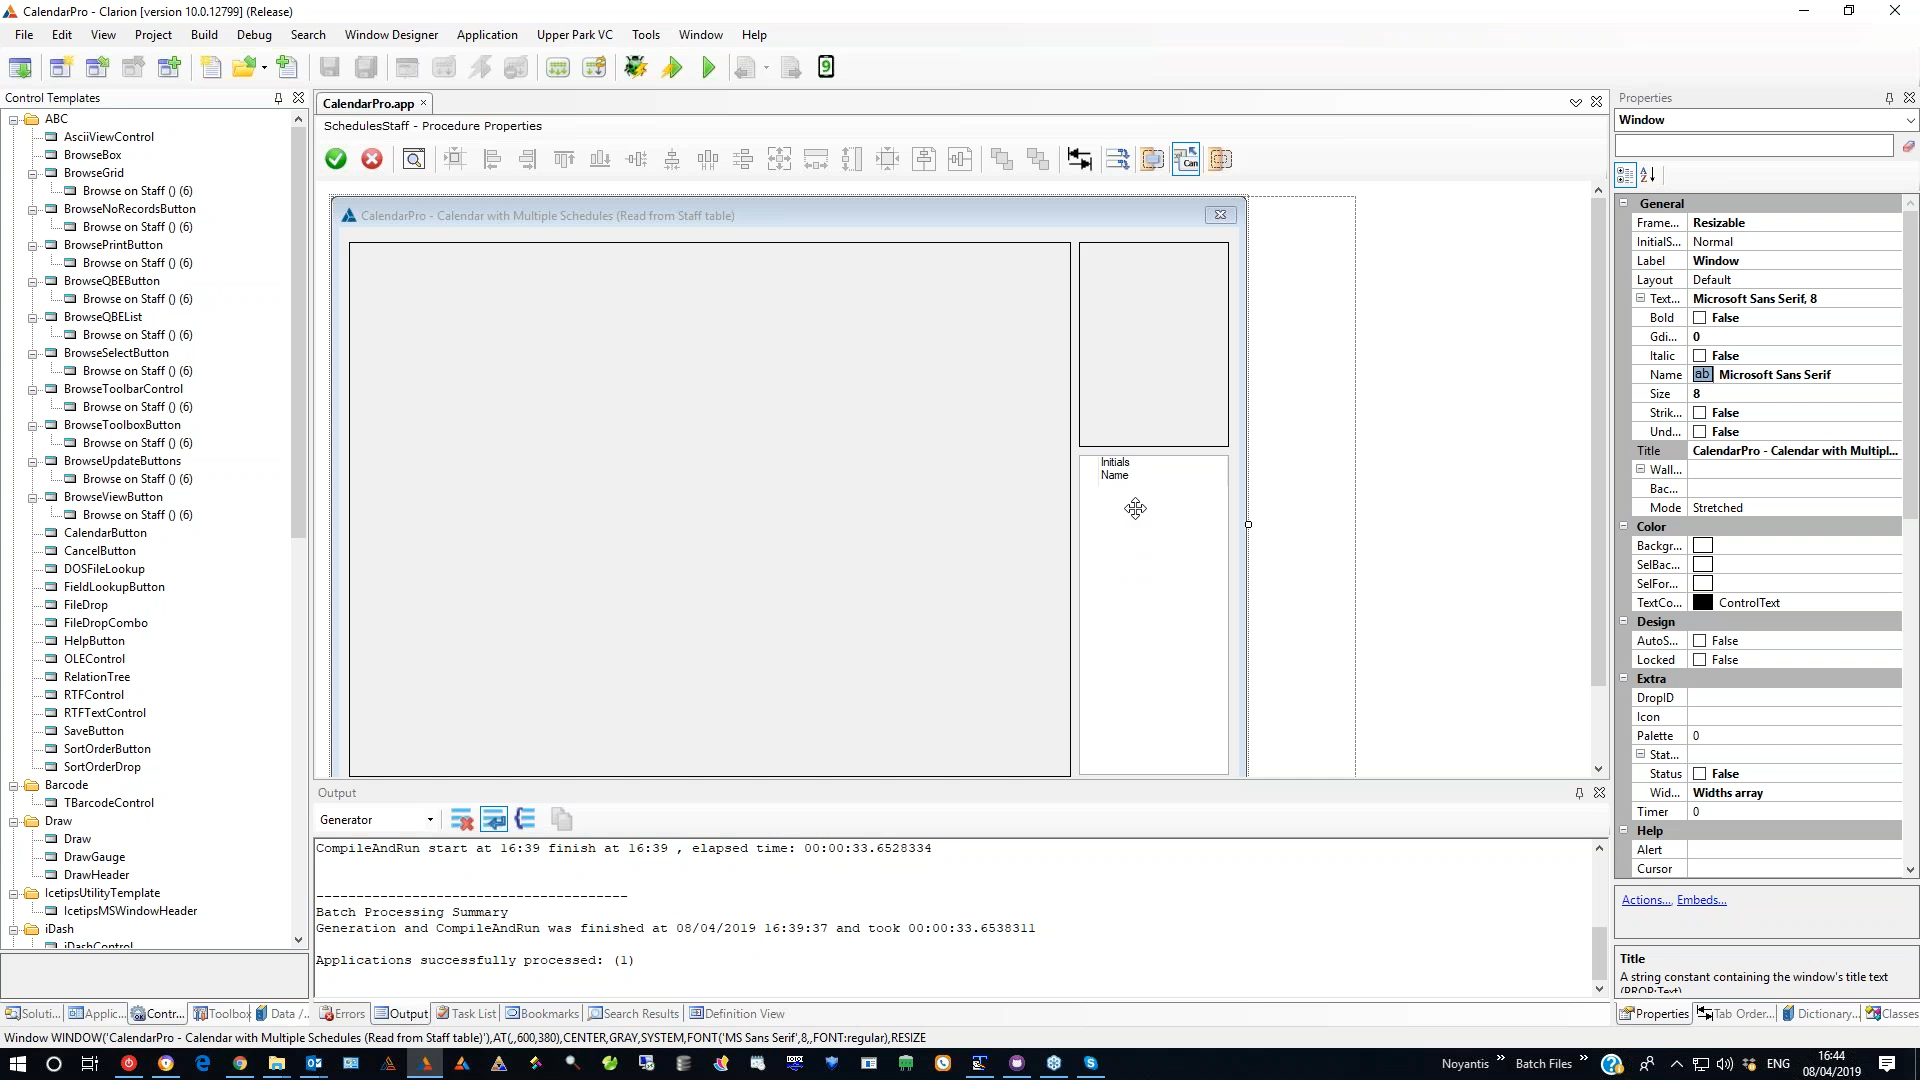 CalendarPro - Clarion [version 10.0.12799] (Release)
File Edit View Project Build Debug Search Window Designer Application Upper Park VC Tools Window Help
Control Templates
ABC
AsciiViewControl
BrowseBox
BrowseGrid
Browse on Staff () (6)
BrowseNoRecordsButton
Browse on Staff () (6)
BrowsePrintButton
Browse on Staff () (6)
BrowseQBEButton
Browse on Staff () (6)
BrowseQBEList
Browse on Staff () (6)
BrowseSelectButton
Browse on Staff () (6)
BrowseToolbarControl
Browse on Staff () (6)
BrowseToolboxButton
Browse on Staff () (6)
BrowseUpdateButtons
Browse on Staff () (6)
BrowseViewButton
Browse on Staff () (6)
CalendarButton
CancelButton
DOSFileLookup
FieldLookupButton
FileDrop
FileDropCombo
HelpButton
OLEControl
RelationTree
RTFControl
RTFTextControl
SaveButton
SortOrderButton
SortOrderDrop
Barcode
TBarcodeControl
Draw
Draw
DrawGauge
DrawHeader
IcetipsUtilityTemplate
IcetipsMSWindowHeader
iDash
iDashControl
Soluti... Applic... Contr... Toolbox Data /...
CalendarPro.app
SchedulesStaff - Procedure Properties
Can
CalendarPro - Calendar with Multiple Schedules (Read from Staff table)
Initials
Name
Output
Generator
CompileAndRun start at 16:39 finish at 16:39 , elapsed time: 00:00:33.6528334
---------------------------------------
Batch Processing Summary
Generation and CompileAndRun was finished at 08/04/2019 16:39:37 and took 00:00:33.6538311
Applications successfully processed: (1)
Errors Output Task List Bookmarks Search Results Definition View
Properties
Window
General
Frame... Resizable
InitialS... Normal
Label Window
Layout Default
Text... Microsoft Sans Serif, 8
Bold False
Gdi... 0
Italic False
Name ab Microsoft Sans Serif
Size 8
Strik... False
Und... False
Title CalendarPro - Calendar with Multipl...
Wall...
Bac...
Mode Stretched
Color
Backgr...
SelBac...
SelFor...
TextCo... ControlText
Design
AutoS... False
Locked False
Extra
DropID
Icon
Palette 0
Stat...
Status False
Wid... Widths array
Timer 0
Help
Alert
Cursor
Actions..., Embeds...
Title
A string constant containing the window's title text
(PROP:Text)
Properties Tab Order... Dictionary... Classes
Window WINDOW('CalendarPro - Calendar with Multiple Schedules (Read from Staff table)'),AT(,,600,380),CENTER,GRAY,SYSTEM,FONT('MS Sans Serif',8,,FONT:regular),RESIZE
Noyantis Batch Files ENG 16:44
08/04/2019